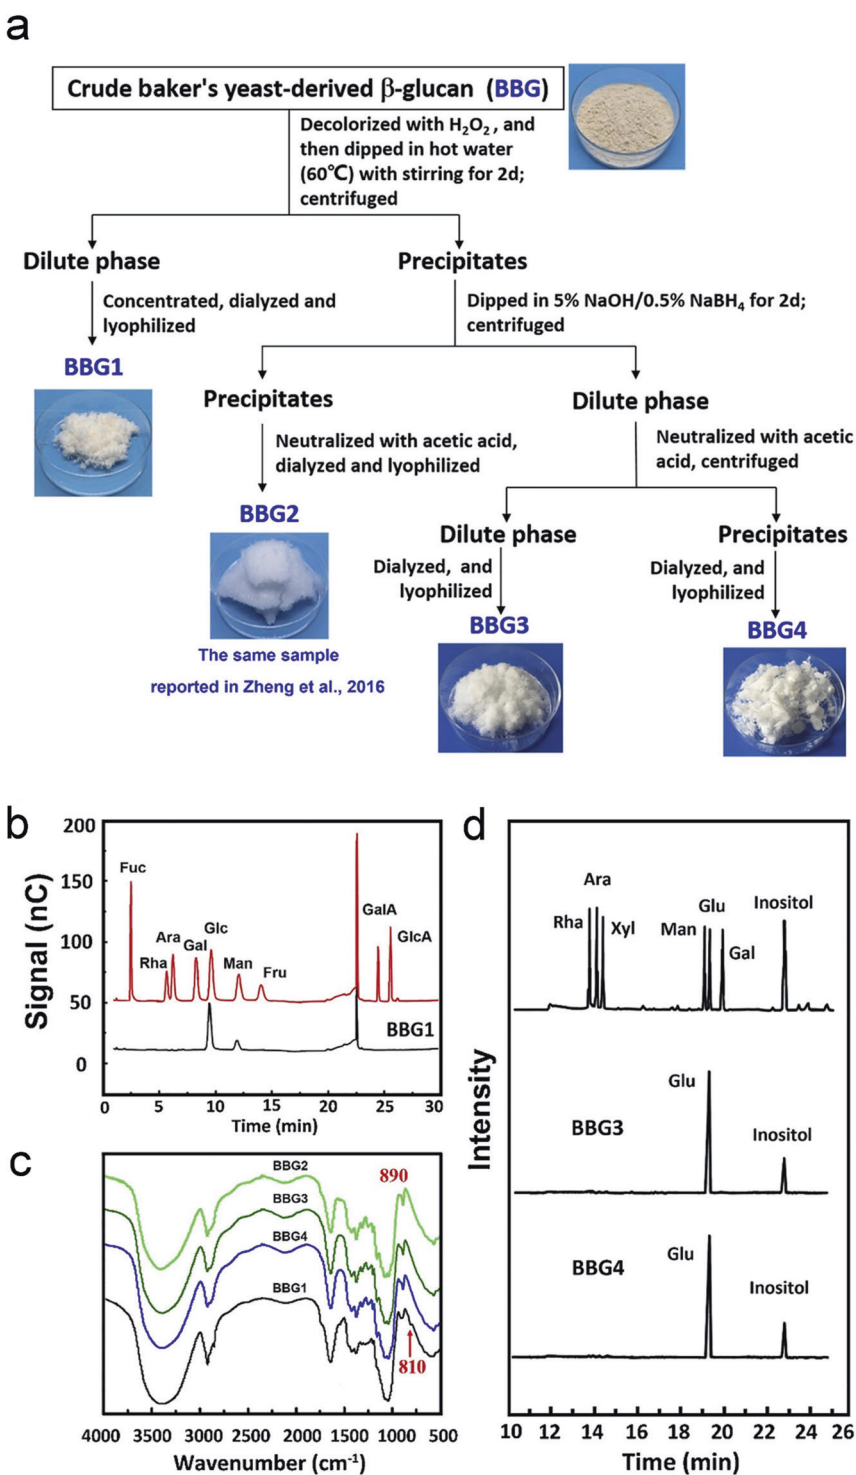 a
Crude baker's yeast-derived β-glucan (BBG)
Decolorized with H₂O₂, and
then dipped in hot water
(60℃) with stirring for 2d;
centrifuged
Dilute phase
Precipitates
Concentrated, dialyzed and
lyophilized
Dipped in 5% NaOH/0.5% NaBH₄ for 2d;
centrifuged
BBG1
Precipitates
Dilute phase
Neutralized with acetic acid,
dialyzed and lyophilized
Neutralized with acetic
acid, centrifuged
BBG2
Dilute phase
Precipitates
Dialyzed, and
lyophilized
Dialyzed, and
lyophilized
BBG3
BBG4
The same sample
reported in Zheng et al., 2016
b
Signal (nC)
200
150
100
50
0
Fuc
Rha
Ara
Gal
Glc
Man
Fru
GalA
GlcA
BBG1
0
5
10
15
20
25
30
Time (min)
c
BBG2
BBG3
BBG4
BBG1
890
810
4000
3500
3000
2500
2000
1500
1000
500
Wavenumber (cm⁻¹)
d
Intensity
Rha
Ara
Xyl
Man
Glu
Gal
Inositol
BBG3
Glu
Inositol
BBG4
Glu
Inositol
10
12
14
16
18
20
22
24
26
Time (min)